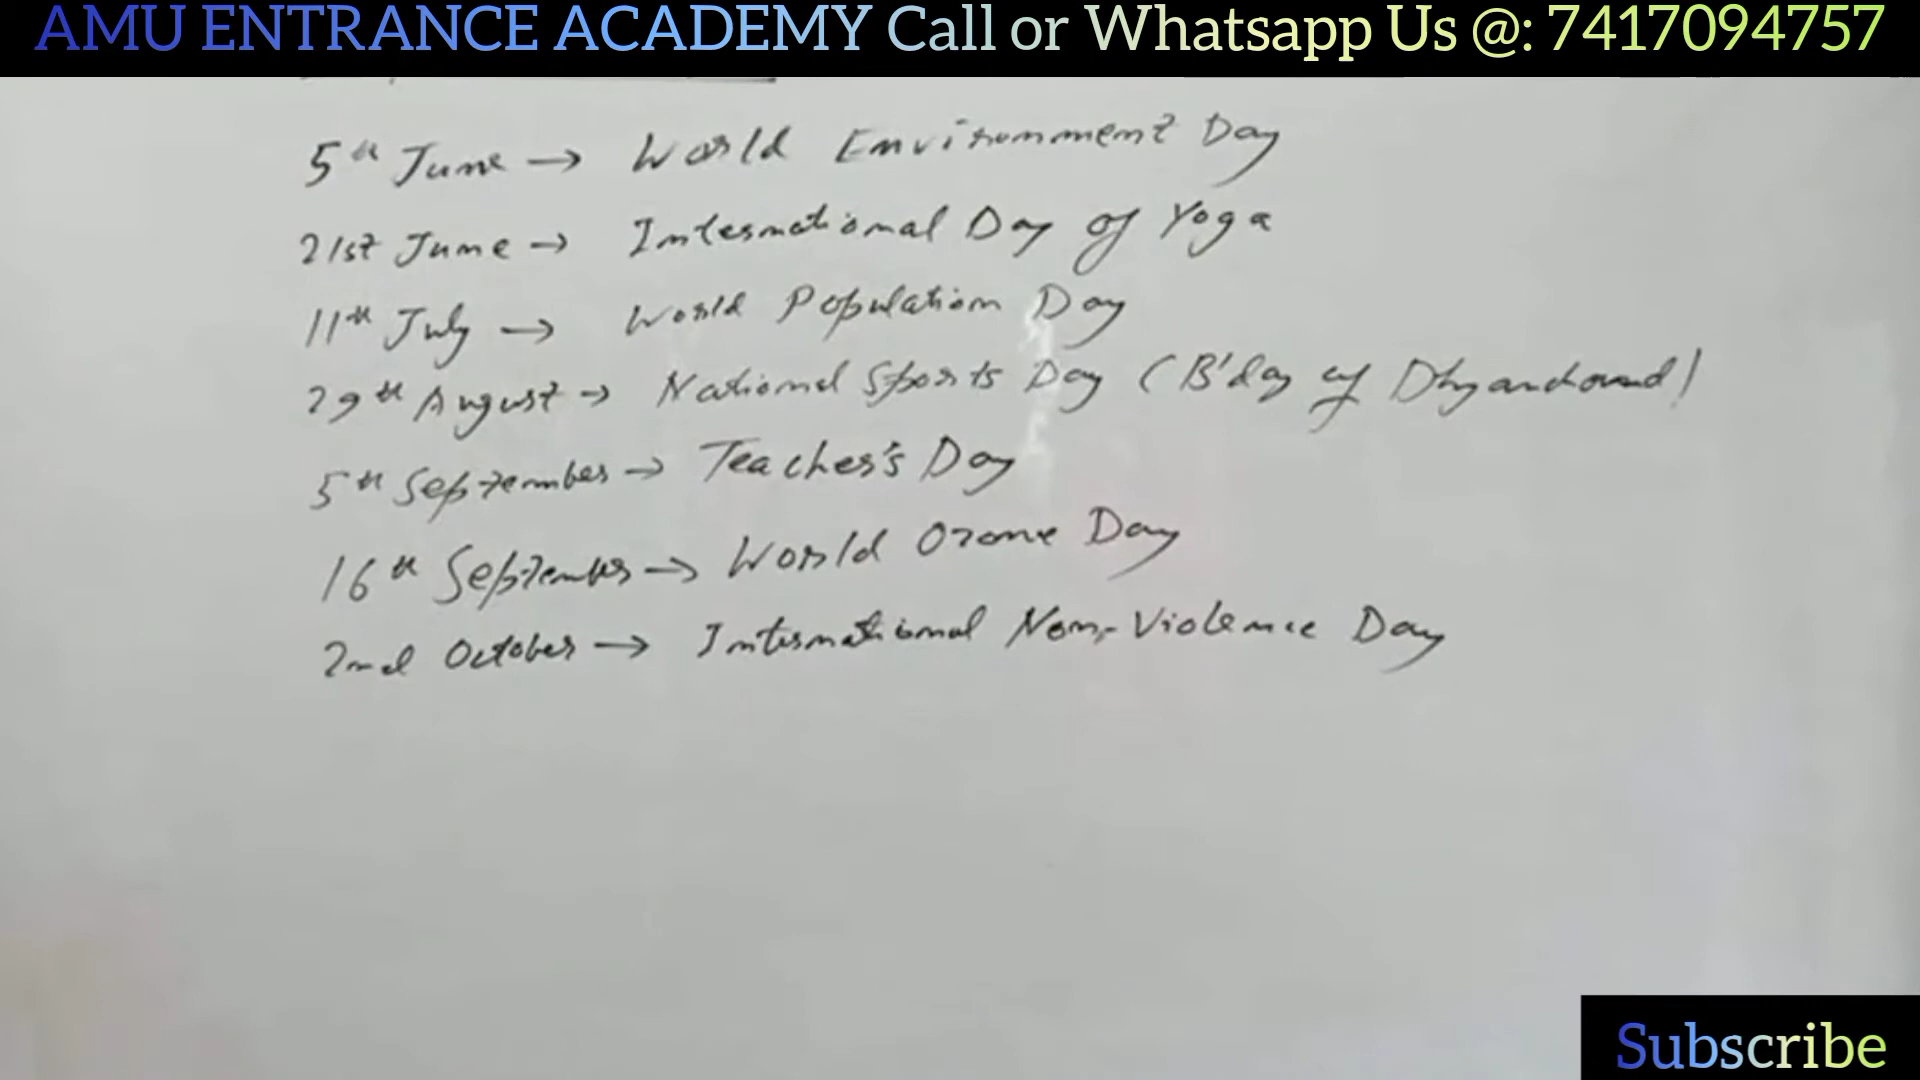 AMU ENTRANCE ACADEMY Call or Whatsapp Us @: 7417094757
5th June → World Environment Day
21st June → International Day of Yoga
11th July → World Population Day
29th August → National Sports Day (B'day of Dhyanchand)
5th September → Teacher's Day
16th September → World Ozone Day
2nd October → International Non-Violence Day
Subscribe